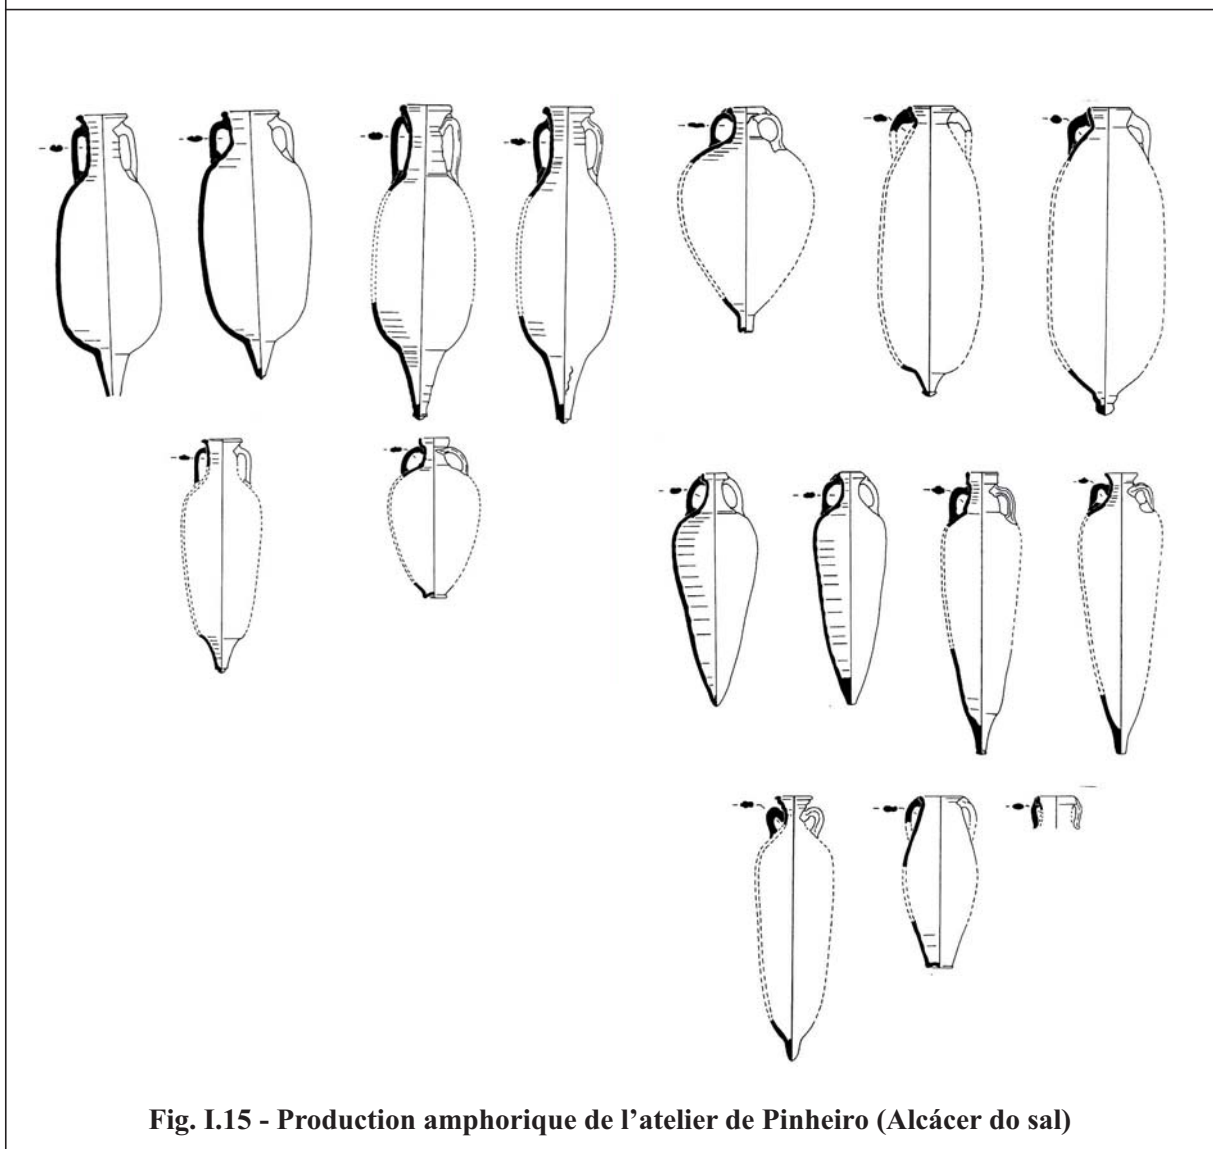 Fig. I.15 - Production amphorique de l’atelier de Pinheiro (Alcácer do sal)